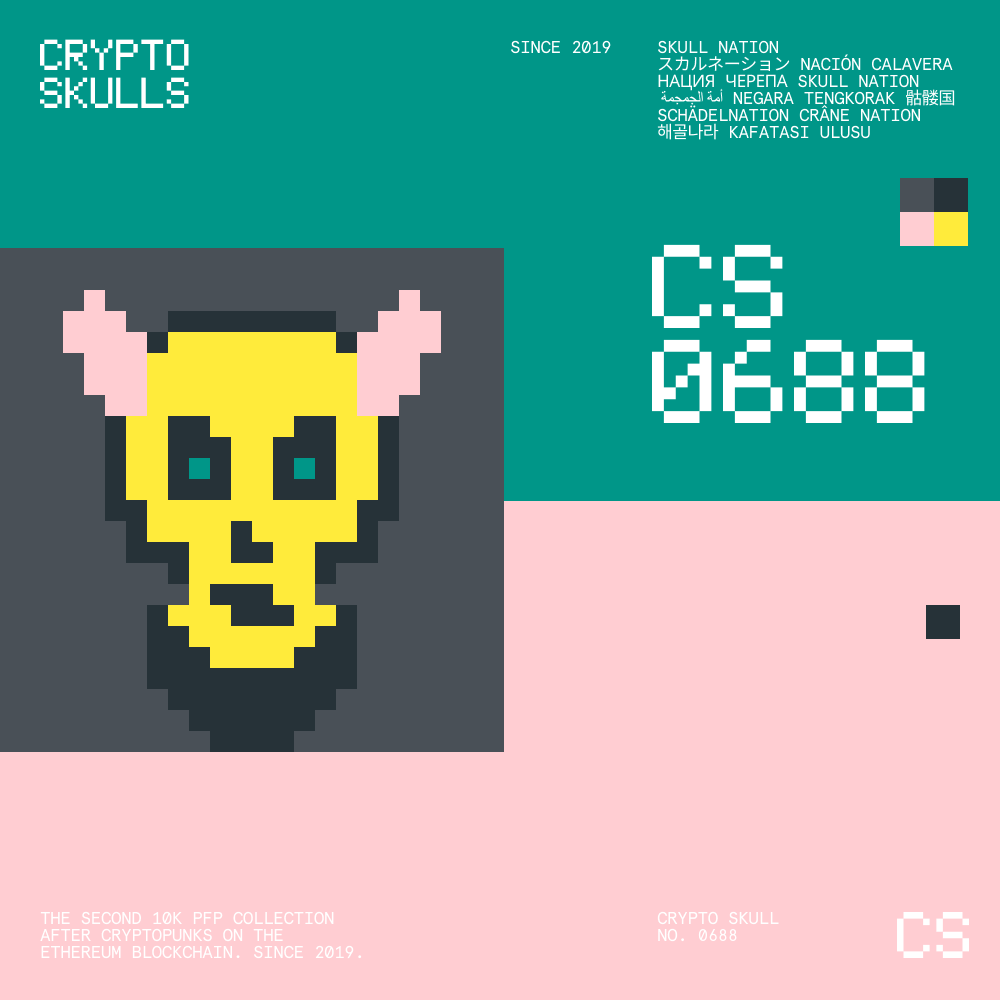 CRYPTO
SKULLS
SINCE 2019
SKULL NATION
スカルネーション NACIÓN CALAVERA
НАЦИЯ ЧЕРЕПА SKULL NATION
أمة الجمجمة NEGARA TENGKORAK 骷髅国
SCHÄDELNATION CRÂNE NATION
해골나라 KAFATASI ULUSU
CS
0688
THE SECOND 10K PFP COLLECTION
AFTER CRYPTOPUNKS ON THE
ETHEREUM BLOCKCHAIN. SINCE 2019.
CRYPTO SKULL
NO. 0688
CS